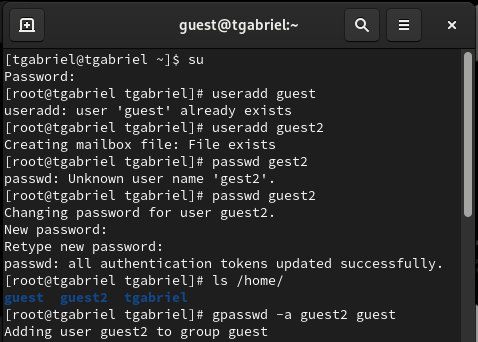 guest@tgabriel:~
[tgabriel@tgabriel ~]$ su
Password:
[root@tgabriel tgabriel]# useradd guest
useradd: user 'guest' already exists
[root@tgabriel tgabriel]# useradd guest2
Creating mailbox file: File exists
[root@tgabriel tgabriel]# passwd gest2
passwd: Unknown user name 'gest2'.
[root@tgabriel tgabriel]# passwd guest2
Changing password for user guest2.
New password:
Retype new password:
passwd: all authentication tokens updated successfully.
[root@tgabriel tgabriel]# ls /home/
guest  guest2  tgabriel
[root@tgabriel tgabriel]# gpasswd -a guest2 guest
Adding user guest2 to group guest